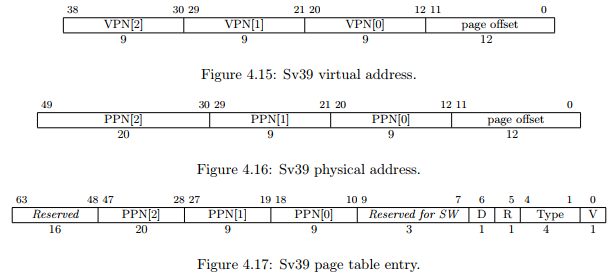 38 30 29 21 20 12 11 0
VPN[2] VPN[1] VPN[0] page offset
9 9 9 12
Figure 4.15: Sv39 virtual address.
49 30 29 21 20 12 11 0
PPN[2] PPN[1] PPN[0] page offset
20 9 9 12
Figure 4.16: Sv39 physical address.
63 48 47 28 27 19 18 10 9 7 6 5 4 1 0
Reserved PPN[2] PPN[1] PPN[0] Reserved for SW D R Type V
16 20 9 9 3 1 1 4 1
Figure 4.17: Sv39 page table entry.